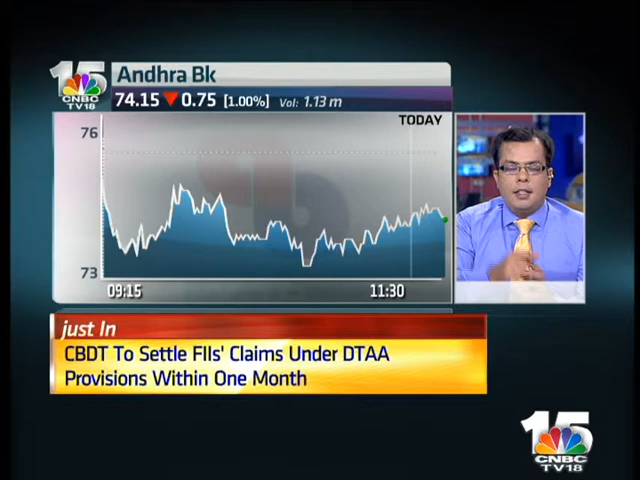 15
CNBC
TV18
Andhra Bk
74.15 ▼ 0.75 [1.00%] Vol: 1.13 m
TODAY
76
73
09:15 11:30
just In
CBDT To Settle FIIs' Claims Under DTAA
Provisions Within One Month
15
CNBC
TV18